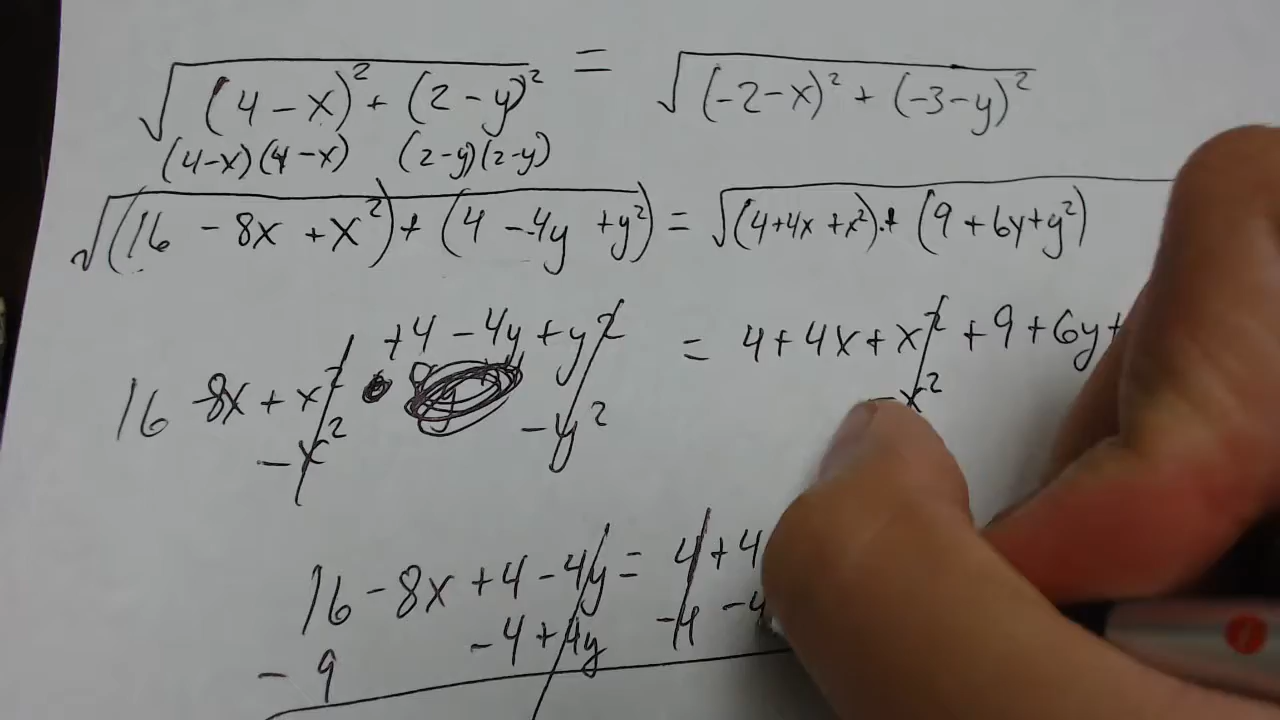 √(4-x)² + (2-y)² = √(-2-x)² + (-3-y)²
(4-x)(4-x) (2-y)(2-y)
√(16 - 8x + x²) + (4 - 4y + y²) = √(4+4x+x²) + (9+6y+y²)
16 -8x + x² +4 - 4y + y² = 4+4x+x² +9+6y+
-x² -y² -x²
16 - 8x + 4 - 4y = 4 + 4
- 9 - 4 + 4y -4 -4